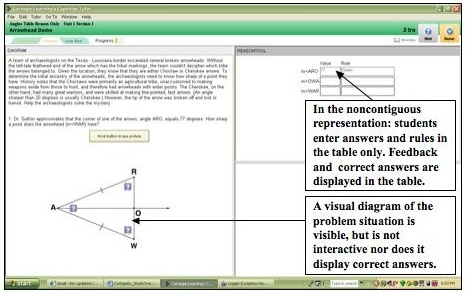 File Edit Go To Window Help
Angles Table Reason Only Unit 1 Section 1
Arrowhead Demo
DIAGRAM
REASON TOOL
A team of archaeologists on the Texas - Louisiana border excavated several broken arrowheads. Without
the tell-tale feathered end of the arrow which has the tribal markings, the team couldn't decipher which tribe
the arrows belonged to. Given the location, they know that they are either Choctaw or Cherokee arrows. To
determine the tribal ancestry of the arrowheads, the archaeologists need to know how sharp of a point they
have. History notes that the Choctaws were primarily an agricultural tribe, unaccustomed to making
weapons aside from those to hunt, and therefore had arrowheads with wider points. The Cherokee, on the
other hand, had many great warriors, and were skilled at making fine-pointed, fast arrows. (An angle
sharper than 20 degrees is usually Cherokee.) However, the tip of the arrow was broken off and lost in
transit. Help the archaeologists solve the mystery.
1. Dr. Sutton approximates that the corner of one of the arrows, angle ARO, equals 77 degrees. How sharp
a point does the arrowhead (m∠WAR) have?
Value Rule
m∠ARO 77 Given
m∠OWA
m∠WAR
In the noncontiguous
representation: students
enter answers and rules in
the table only. Feedback
and correct answers are
displayed in the table.
A visual diagram of the
problem situation is
visible, but is not
interactive nor does it
display correct answers.
R
?
A ? O
?
W
start